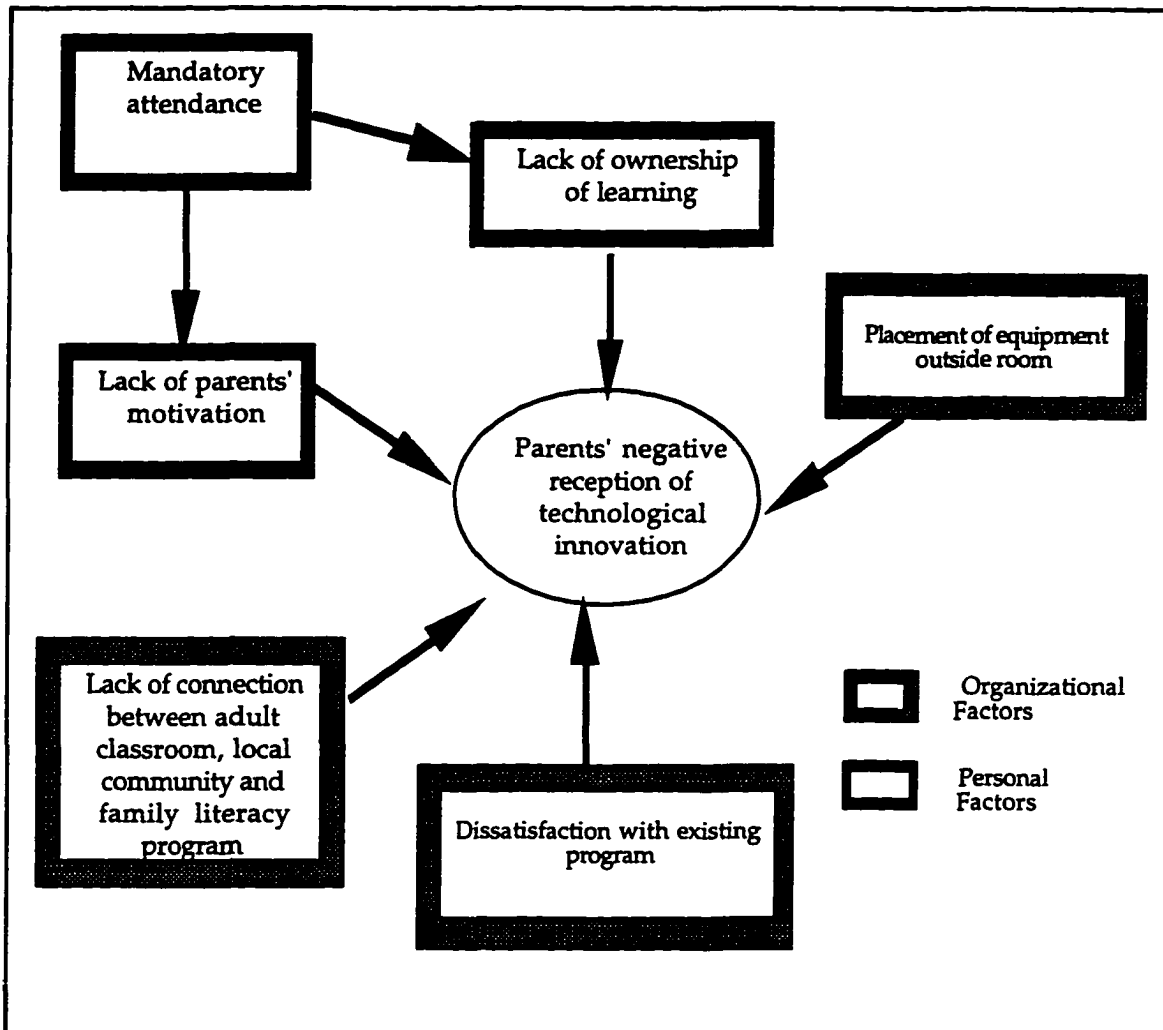 Mandatory
attendance
Lack of ownership
of learning
Placement of equipment
outside room
Lack of parents'
motivation
Parents' negative
reception of
technological
innovation
Lack of connection
between adult
classroom, local
community and
family literacy
program
Dissatisfaction with existing
program
Organizational
Factors
Personal
Factors